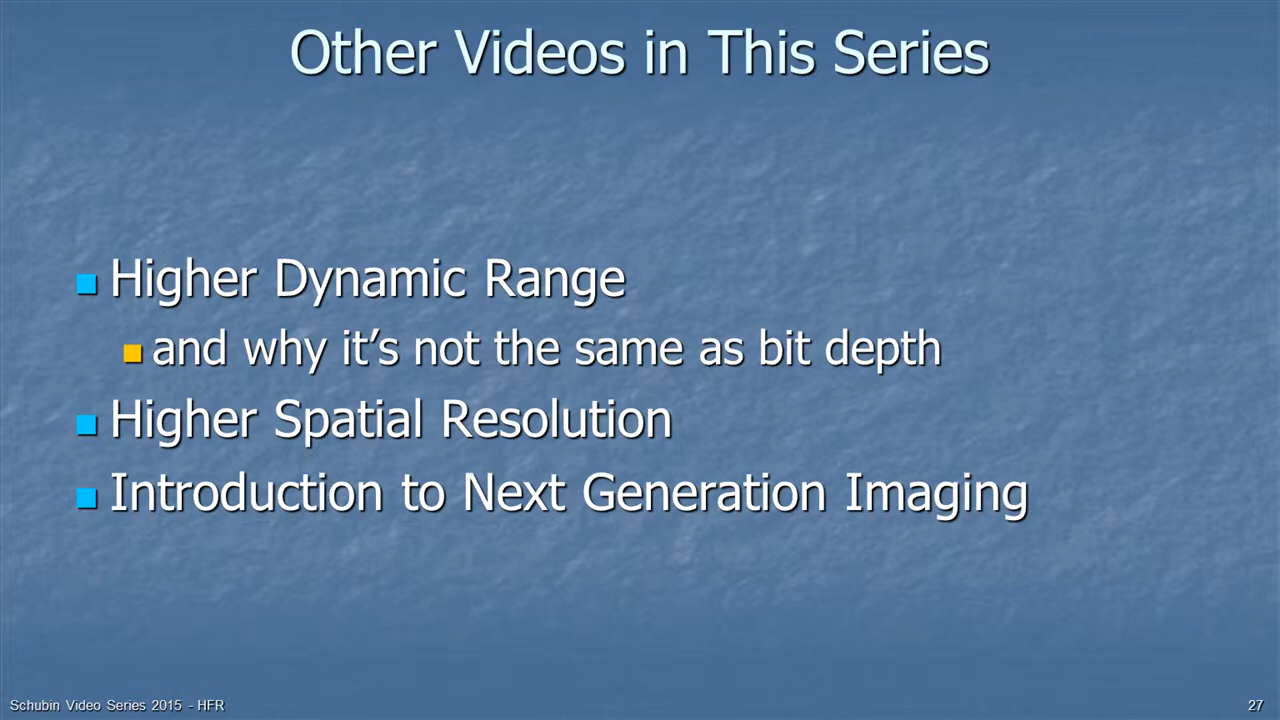 Other Videos in This Series
Higher Dynamic Range
and why it’s not the same as bit depth
Higher Spatial Resolution
Introduction to Next Generation Imaging
Schubin Video Series 2015 - HFR
27